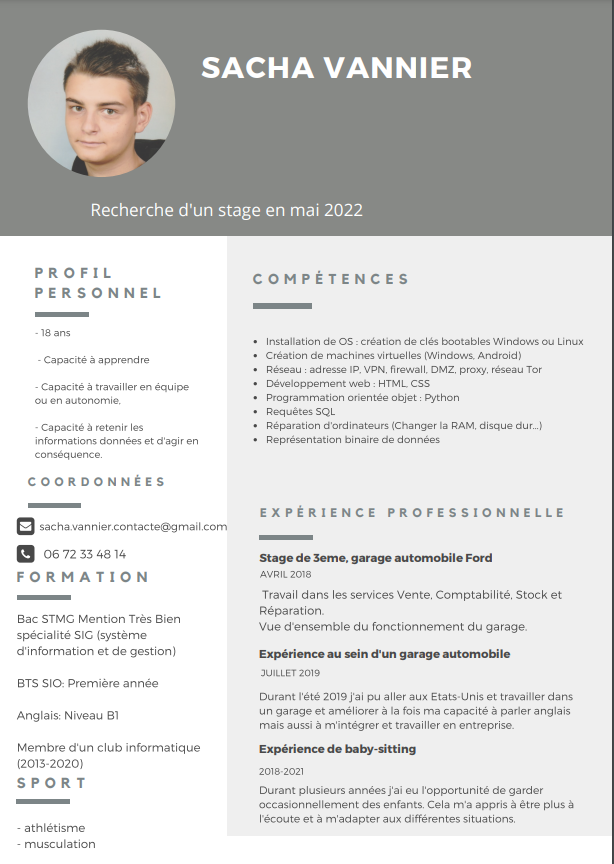 SACHA VANNIER
Recherche d'un stage en mai 2022
PROFIL
PERSONNEL
- 18 ans
- Capacité à apprendre
- Capacité à travailler en équipe
ou en autonomie,
- Capacité à retenir les
informations données et d'agir en
conséquence.
COORDONNÉES
sacha.vannier.contacte@gmail.com
06 72 33 48 14
FORMATION
Bac STMG Mention Très Bien
spécialité SIG (système
d'information et de gestion)
BTS SIO: Première année
Anglais: Niveau B1
Membre d'un club informatique
(2013-2020)
SPORT
- athlétisme
- musculation
COMPÉTENCES
• Installation de OS : création de clés bootables Windows ou Linux
• Création de machines virtuelles (Windows, Android)
• Réseau : adresse IP, VPN, firewall, DMZ, proxy, réseau Tor
• Développement web : HTML, CSS
• Programmation orientée objet : Python
• Requêtes SQL
• Réparation d'ordinateurs (Changer la RAM, disque dur...)
• Représentation binaire de données
EXPÉRIENCE PROFESSIONNELLE
Stage de 3eme, garage automobile Ford
AVRIL 2018
Travail dans les services Vente, Comptabilité, Stock et
Réparation.
Vue d'ensemble du fonctionnement du garage.
Expérience au sein d'un garage automobile
JUILLET 2019
Durant l'été 2019 j'ai pu aller aux Etats-Unis et travailler dans
un garage et améliorer à la fois ma capacité à parler anglais
mais aussi à m'intégrer et travailler en entreprise.
Expérience de baby-sitting
2018-2021
Durant plusieurs années j'ai eu l'opportunité de garder
occasionnellement des enfants. Cela m'a appris à être plus à
l'écoute et à m'adapter aux différentes situations.